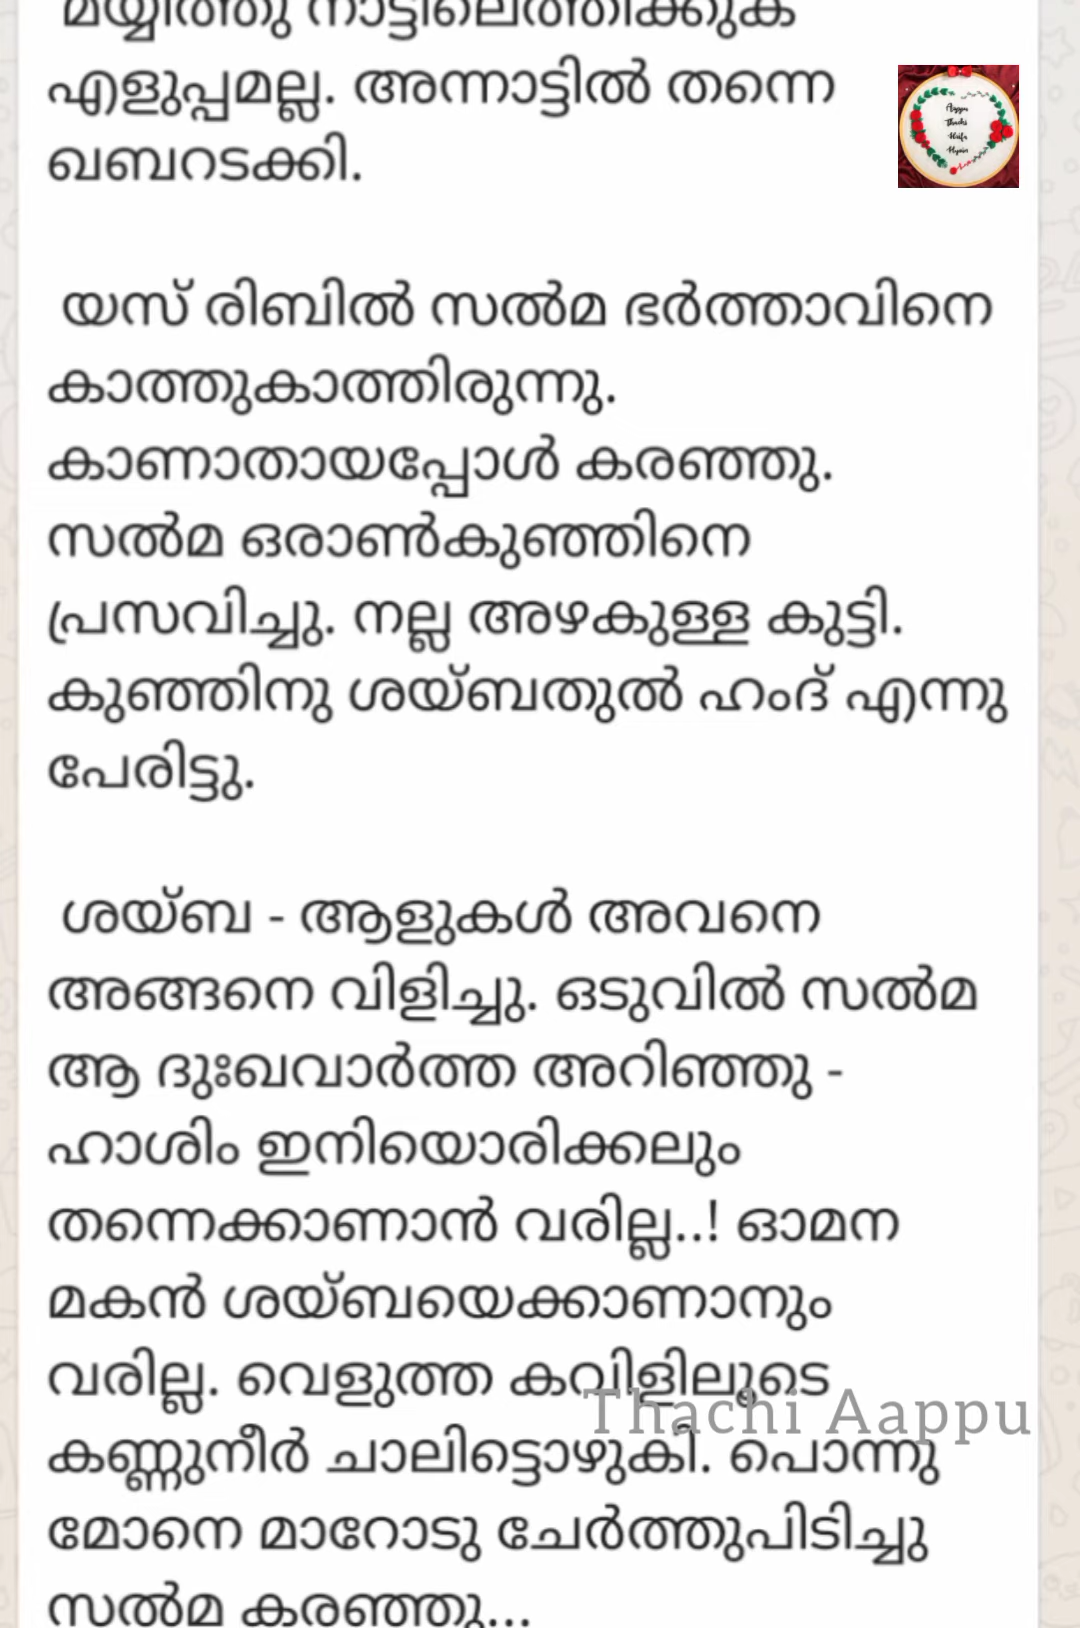 മയ്യിത്തു നാട്ടിലെത്തിക്കുക
എളുപ്പമല്ല. അന്നാട്ടിൽ തന്നെ
ഖബറടക്കി.
യസ് രിബിൽ സൽമ ഭർത്താവിനെ
കാത്തുകാത്തിരുന്നു.
കാണാതായപ്പോൾ കരഞ്ഞു.
സൽമ ഒരാൺകുഞ്ഞിനെ
പ്രസവിച്ചു. നല്ല അഴകുള്ള കുട്ടി.
കുഞ്ഞിനു ശയ്ബതുൽ ഹംദ് എന്നു
പേരിട്ടു.
ശയ്ബ - ആളുകൾ അവനെ
അങ്ങനെ വിളിച്ചു. ഒടുവിൽ സൽമ
ആ ദുഃഖവാർത്ത അറിഞ്ഞു -
ഹാശിം ഇനിയൊരിക്കലും
തന്നെക്കാണാൻ വരില്ല..! ഓമന
മകൻ ശയ്ബയെക്കാണാനും
വരില്ല. വെളുത്ത കവിളിലൂടെ
Thachi Aappu
കണ്ണുനീർ ചാലിട്ടൊഴുകി. പൊന്നു
മോനെ മാറോടു ചേർത്തുപിടിച്ചു
സൽമ കരഞ്ഞു...